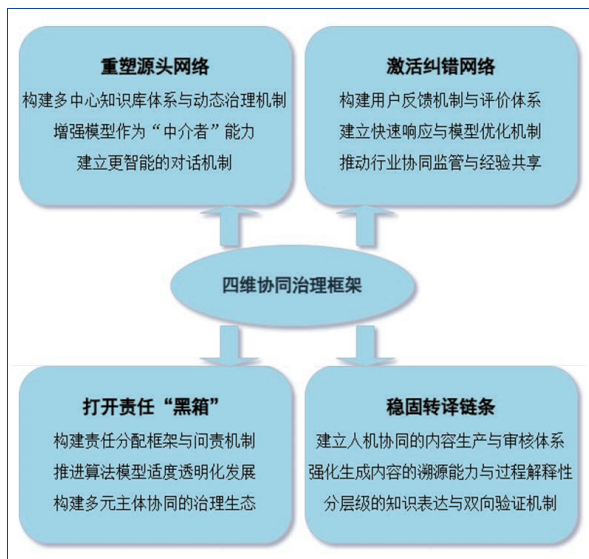 重塑源头网络
构建多中心知识库体系与动态治理机制
增强模型作为“中介者”能力
建立更智能的对话机制
激活纠错网络
构建用户反馈机制与评价体系
建立快速响应与模型优化机制
推动行业协同监管与经验共享
四维协同治理框架
打开责任“黑箱”
构建责任分配框架与问责机制
推进算法模型适度透明化发展
构建多元主体协同的治理生态
稳固转译链条
建立人机协同的内容生产与审核体系
强化生成内容的溯源能力与过程解释性
分层级的知识表达与双向验证机制